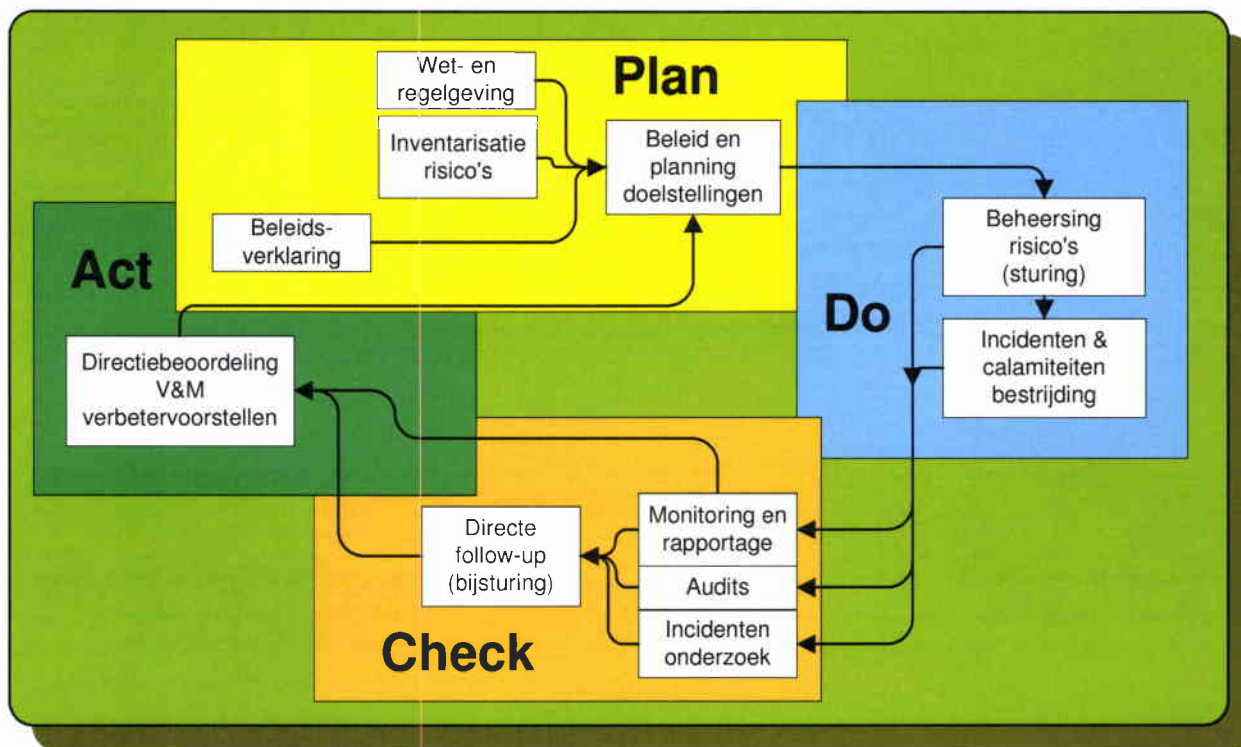 Plan
Wet- en
regelgeving
Inventarisatie
risico's
Beleids-
verklaring
Beleid en
planning
doelstellingen
Do
Beheersing
risico's
(sturing)
Incidenten &
calamiteiten
bestrijding
Act
Directiebeoordeling
V&M
verbetervoorstellen
Check
Directe
follow-up
(bijsturing)
Monitoring en
rapportage
Audits
Incidenten
onderzoek